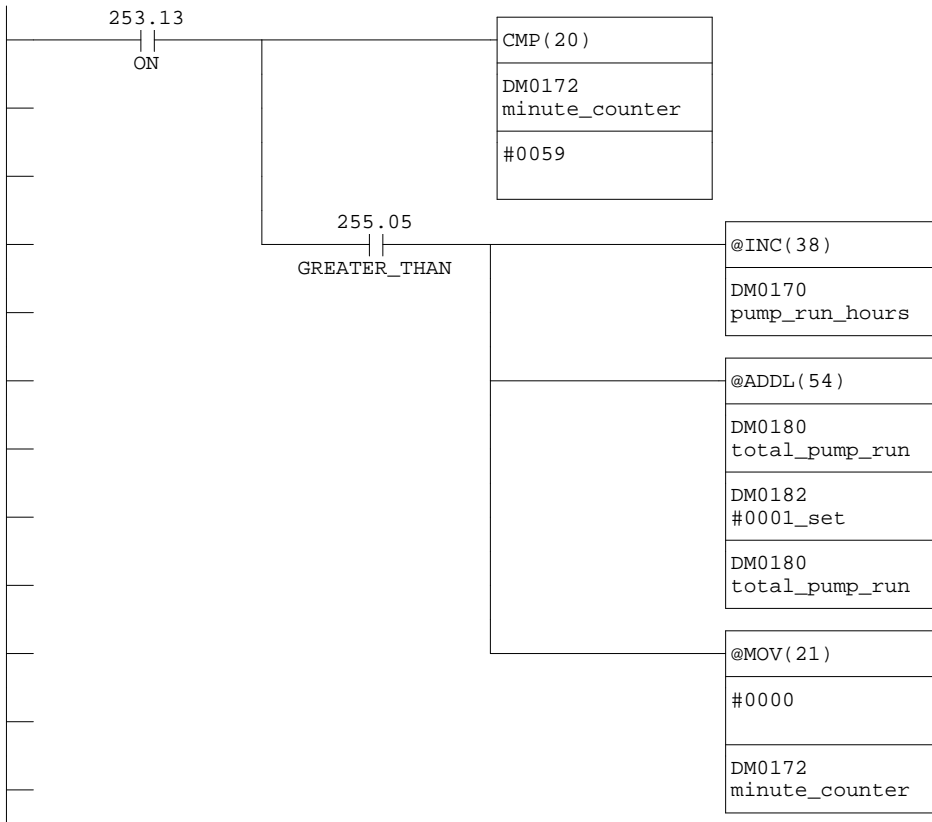 253.13
ON
CMP(20)
DM0172
minute_counter
#0059
255.05
GREATER_THAN
@INC(38)
DM0170
pump_run_hours
@ADDL(54)
DM0180
total_pump_run
DM0182
#0001_set
DM0180
total_pump_run
@MOV(21)
#0000
DM0172
minute_counter